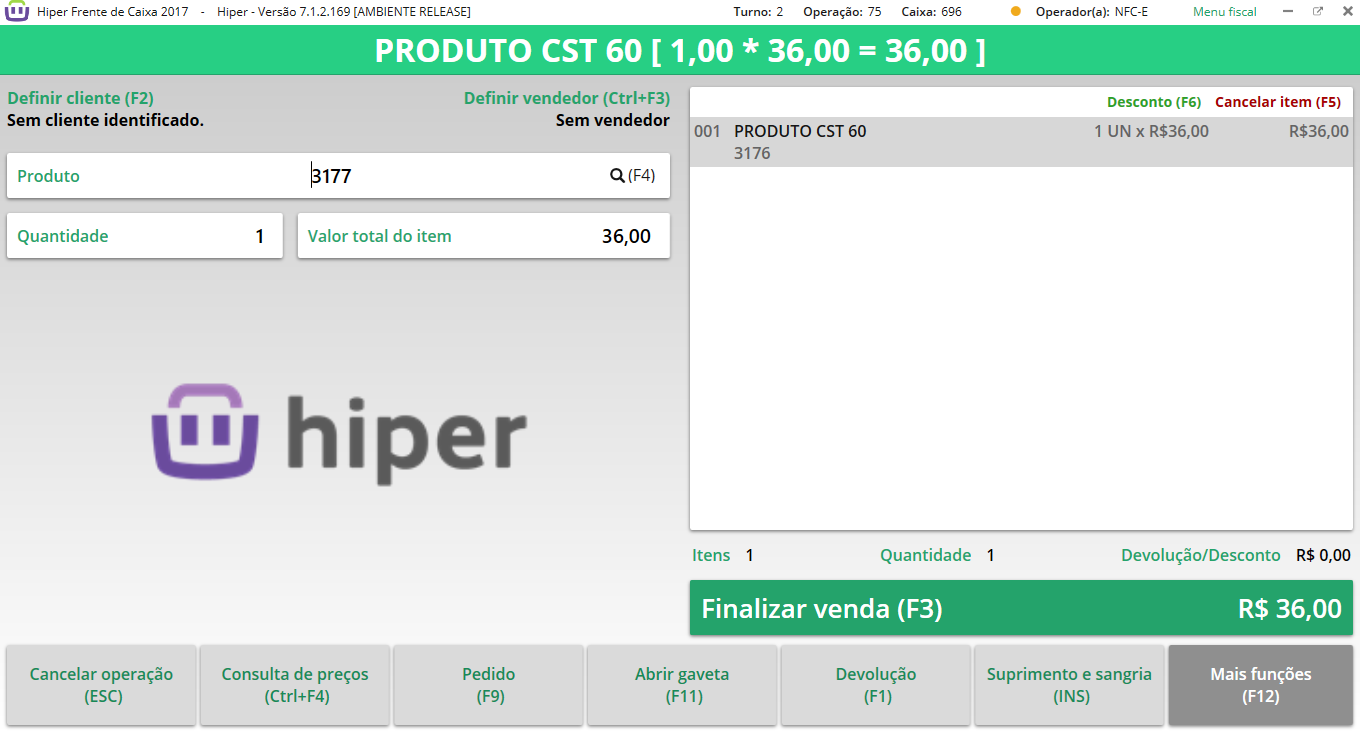 Hiper Frente de Caixa 2017 - Hiper - Versão 7.1.2.169 [AMBIENTE RELEASE] Turno: 2 Operação: 75 Caixa: 696 Operador(a): NFC-E Menu fiscal
PRODUTO CST 60 [ 1,00 * 36,00 = 36,00 ]
Definir cliente (F2) Definir vendedor (Ctrl+F3)
Sem cliente identificado. Sem vendedor
Produto 3177 (F4)
Quantidade 1 Valor total do item 36,00
hiper
Desconto (F6) Cancelar item (F5)
001 PRODUTO CST 60 1 UN x R$36,00 R$36,00
3176
Itens 1 Quantidade 1 Devolução/Desconto R$ 0,00
Finalizar venda (F3) R$ 36,00
Cancelar operação
(ESC)
Consulta de preços
(Ctrl+F4)
Pedido
(F9)
Abrir gaveta
(F11)
Devolução
(F1)
Suprimento e sangria
(INS)
Mais funções
(F12)